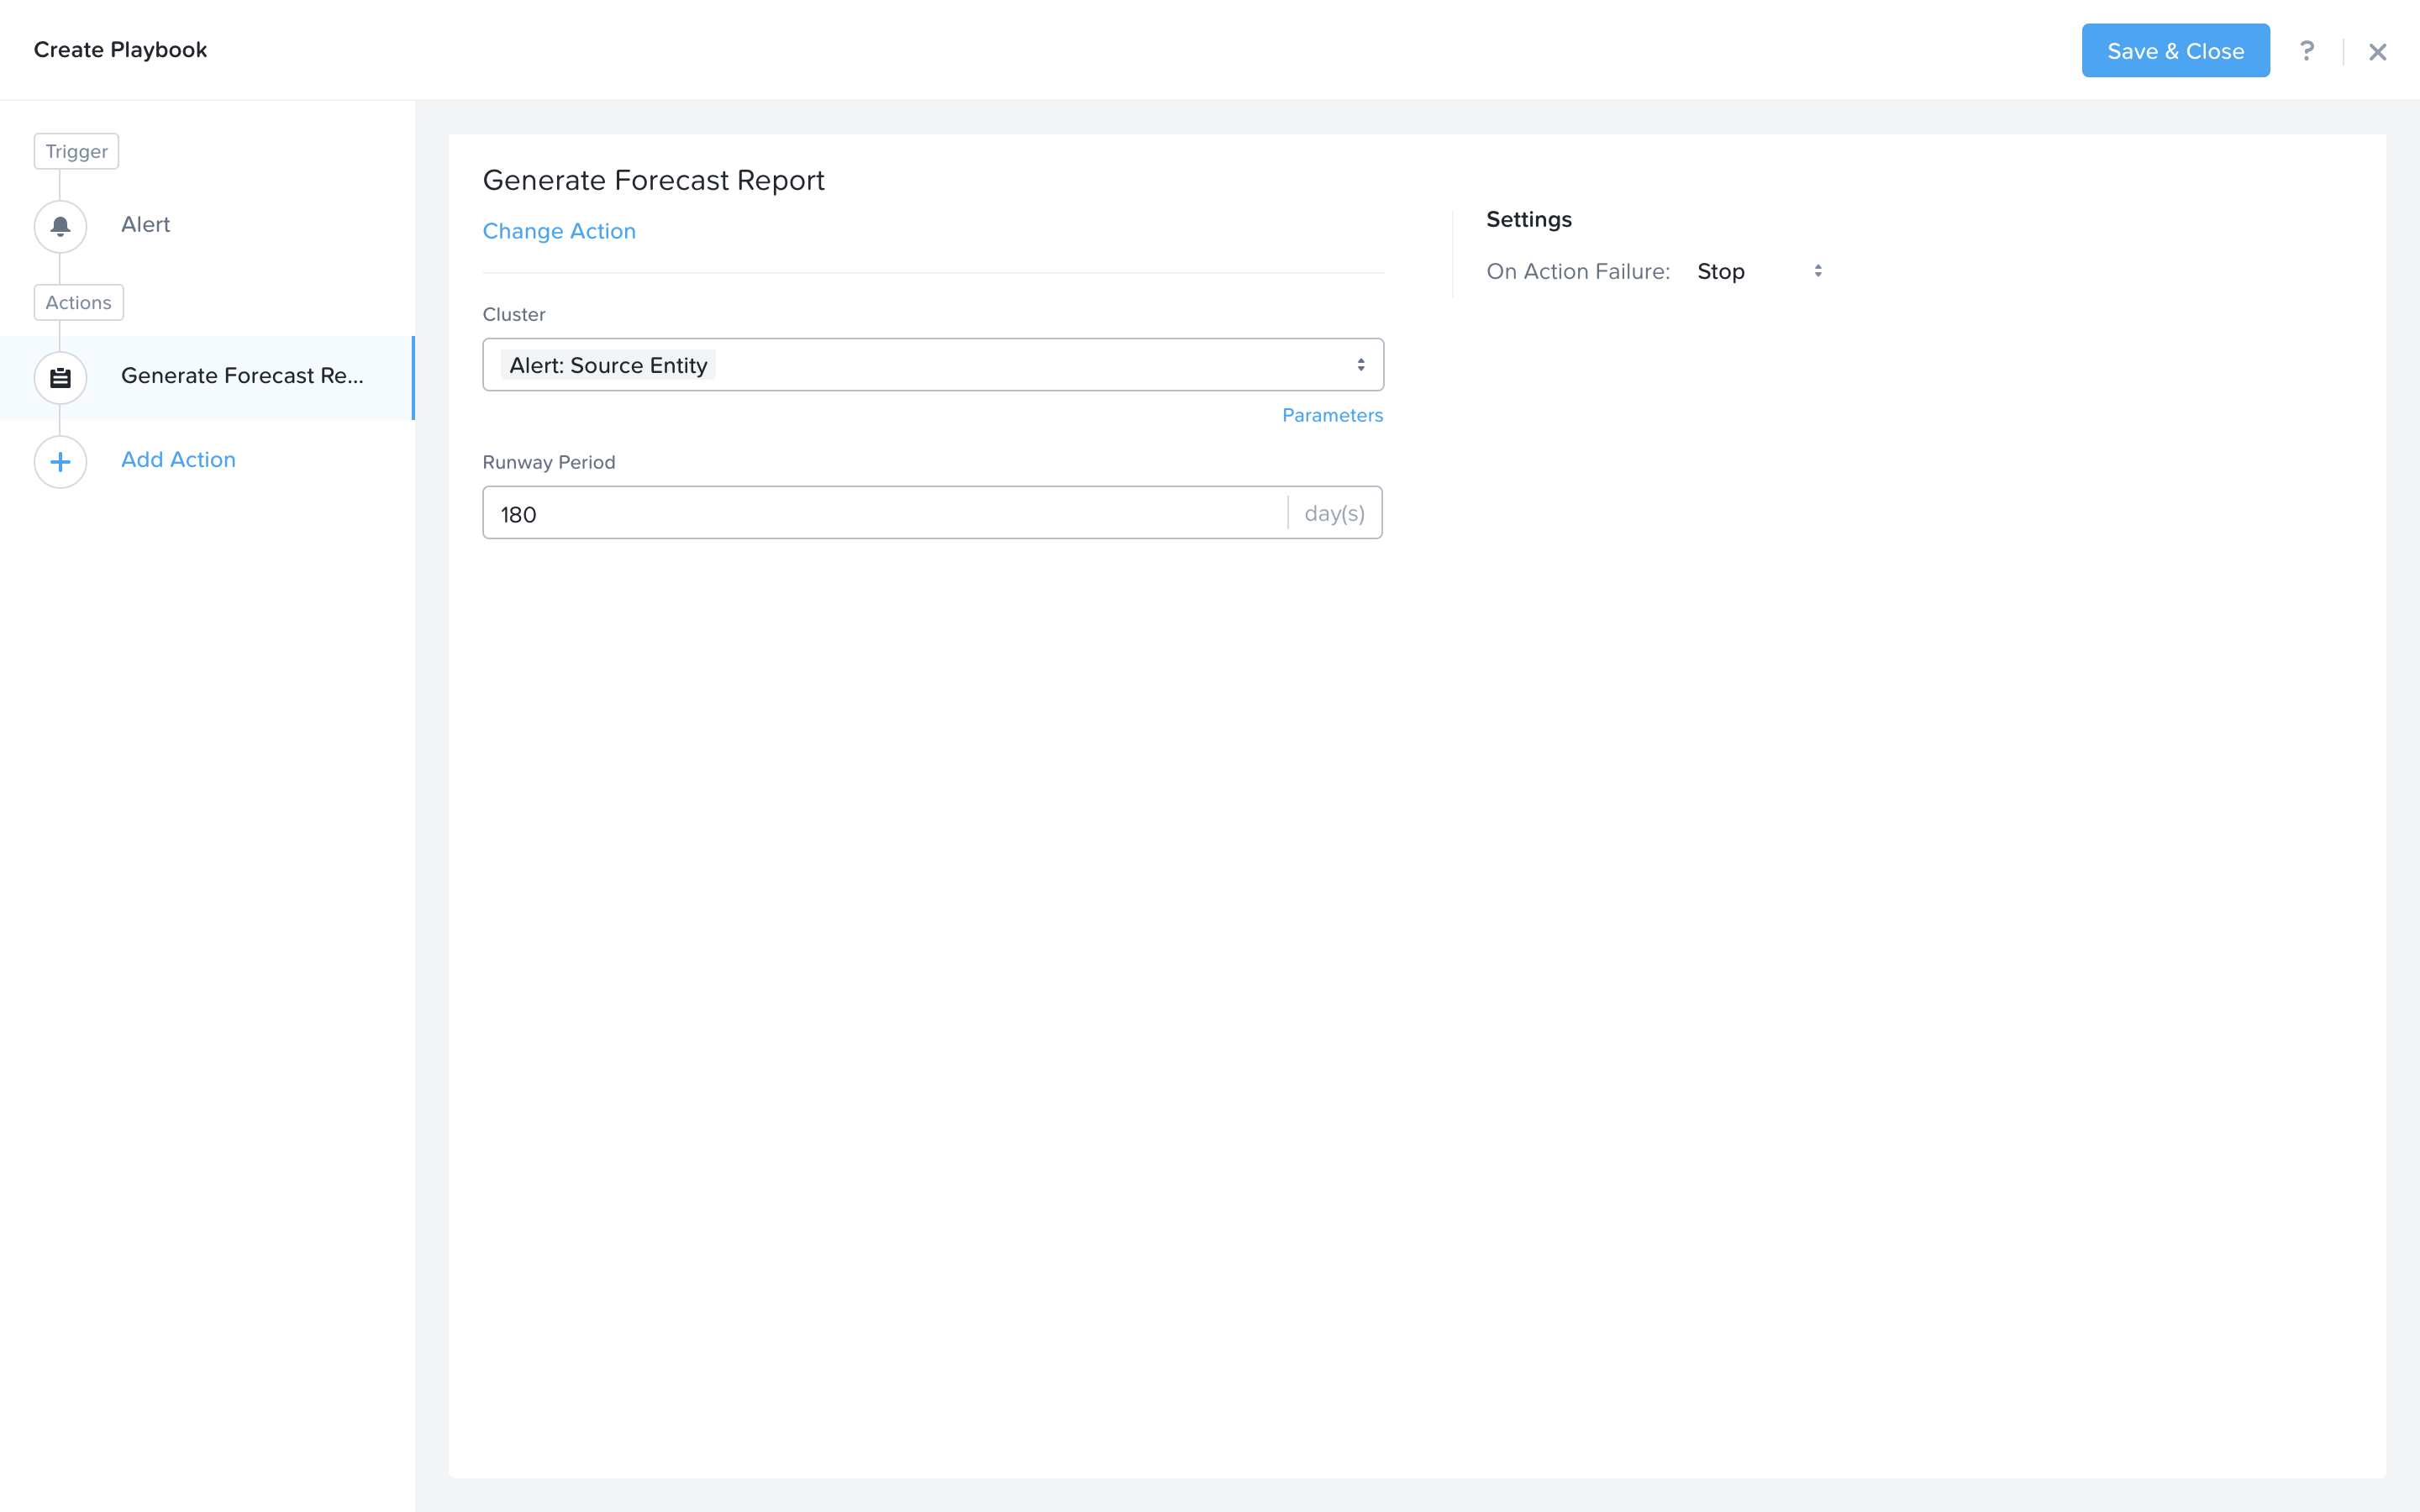 Create Playbook
Save & Close
?
Trigger
Alert
Actions
Generate Forecast Re...
Add Action
Generate Forecast Report
Change Action
Cluster
Alert: Source Entity
Parameters
Runway Period
180
day(s)
Settings
On Action Failure: Stop